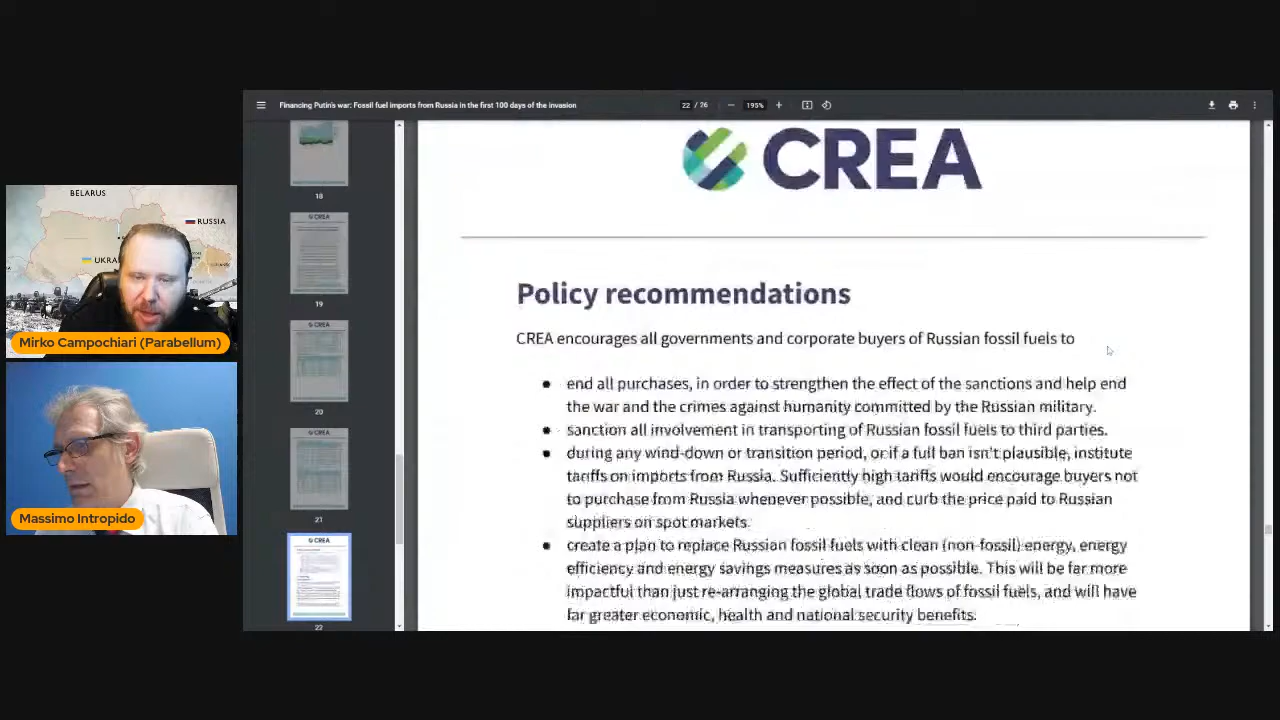 Financing Putin's war: Fossil fuel imports from Russia in the first 100 days of the invasion
22 / 26
195%
BELARUS
RUSSIA
UKRA
Mirko Campochiari (Parabellum)
Massimo Intropido
18
CREA
19
CREA
20
CREA
21
CREA
22
CREA
Policy recommendations
CREA encourages all governments and corporate buyers of Russian fossil fuels to
● end all purchases, in order to strengthen the effect of the sanctions and help end
the war and the crimes against humanity committed by the Russian military.
● sanction all involvement in transporting of Russian fossil fuels to third parties.
● during any wind-down or transition period, or if a full ban isn't plausible, institute
tariffs on imports from Russia. Sufficiently high tariffs would encourage buyers not
to purchase from Russia whenever possible, and curb the price paid to Russian
suppliers on spot markets.
● create a plan to replace Russian fossil fuels with clean (non-fossil) energy, energy
efficiency and energy savings measures as soon as possible. This will be far more
impactful than just re-arranging the global trade flows of fossil fuels, and will have
far greater economic, health and national security benefits.